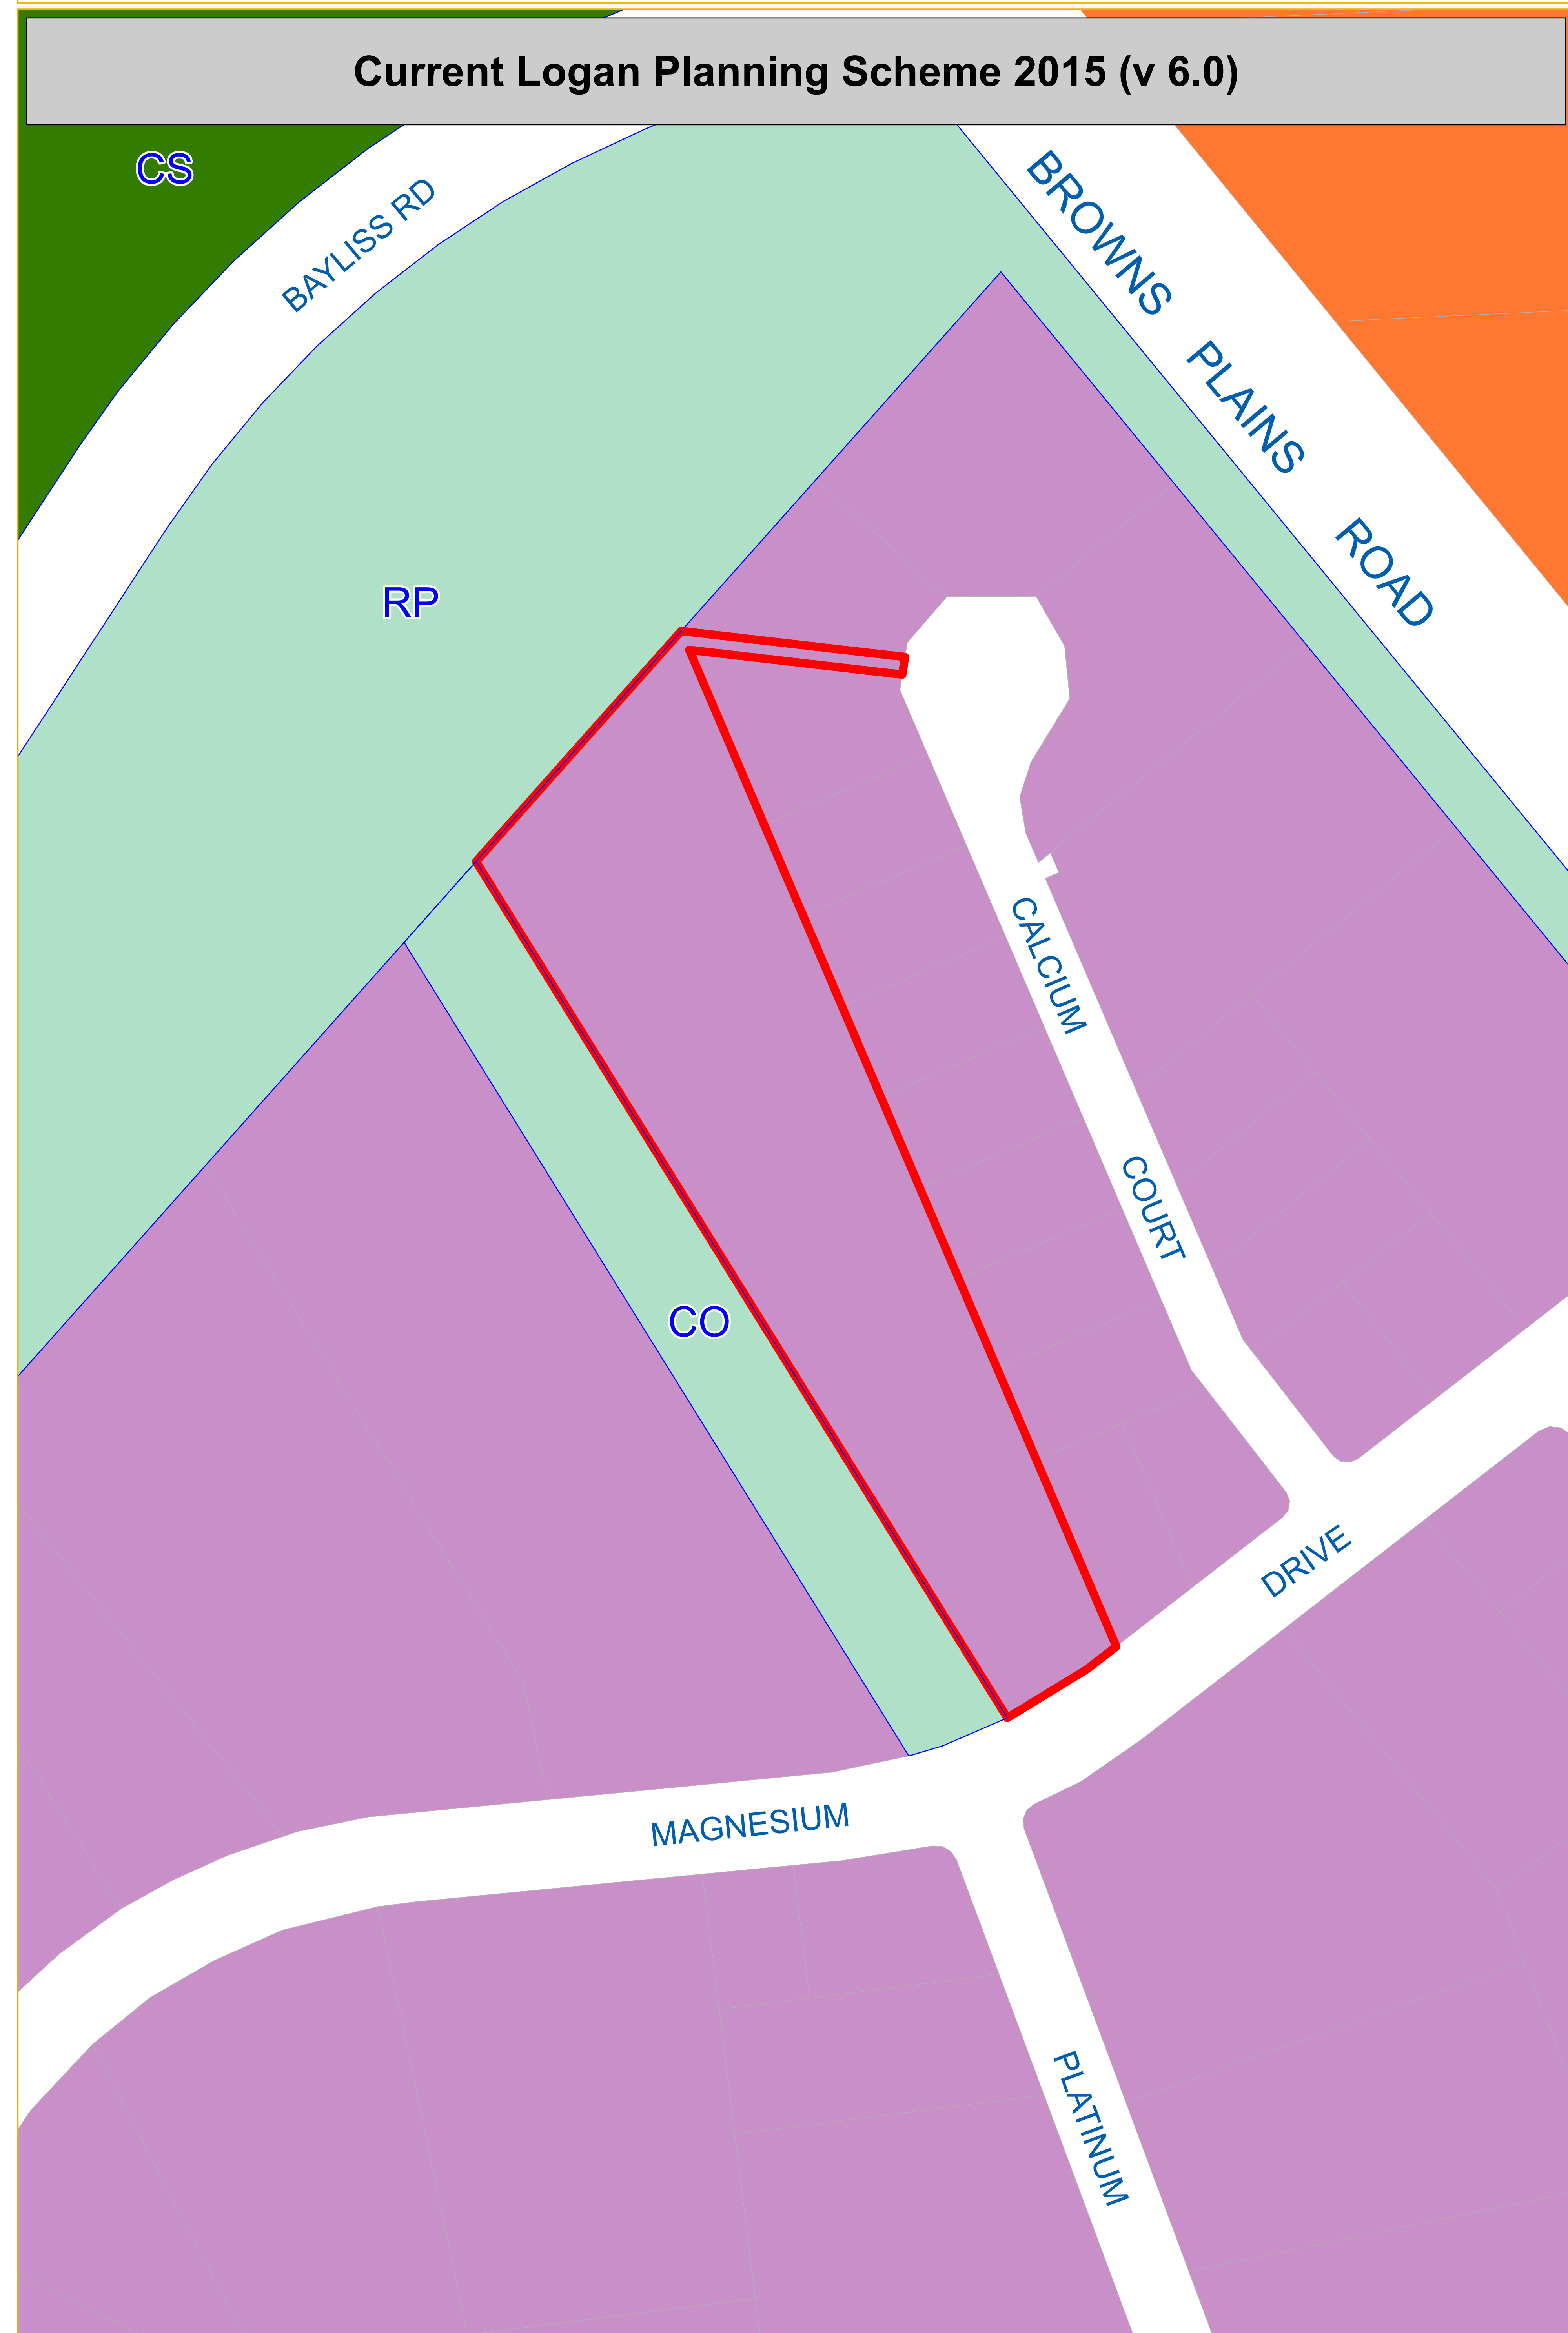 Current Logan Planning Scheme 2015 (v 6.0)
CS
BAYLISS RD
BROWNS PLAINS ROAD
RP
CALCIUM COURT
CO
MAGNESIUM DRIVE
PLATINUM